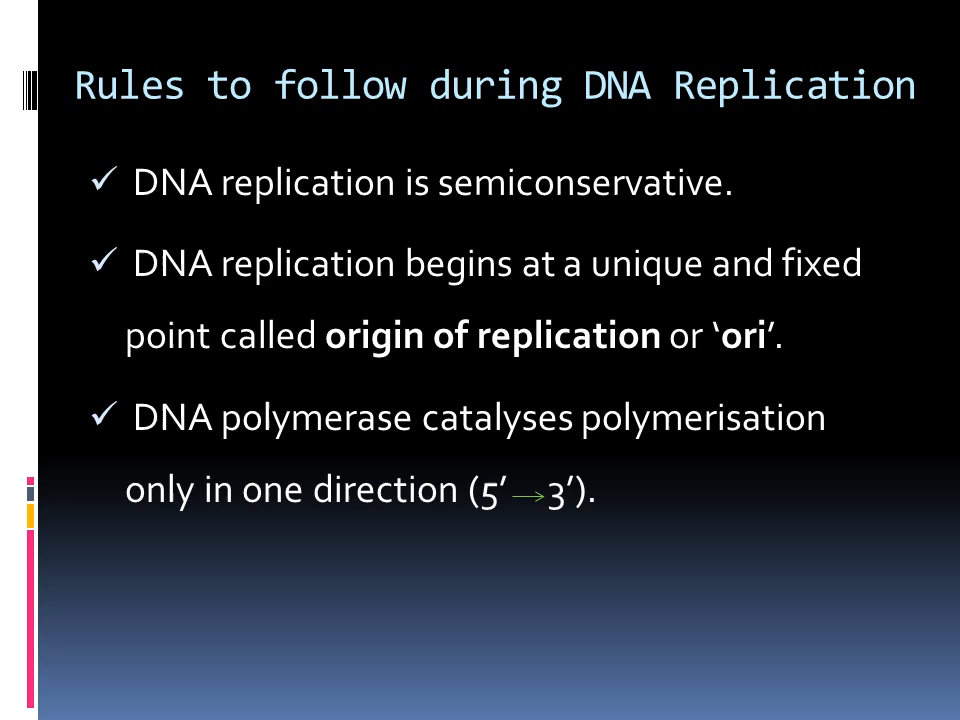 Rules to follow during DNA Replication
✓ DNA replication is semiconservative.
✓ DNA replication begins at a unique and fixed
point called origin of replication or ‘ori’.
✓ DNA polymerase catalyses polymerisation
only in one direction (5’ → 3’).